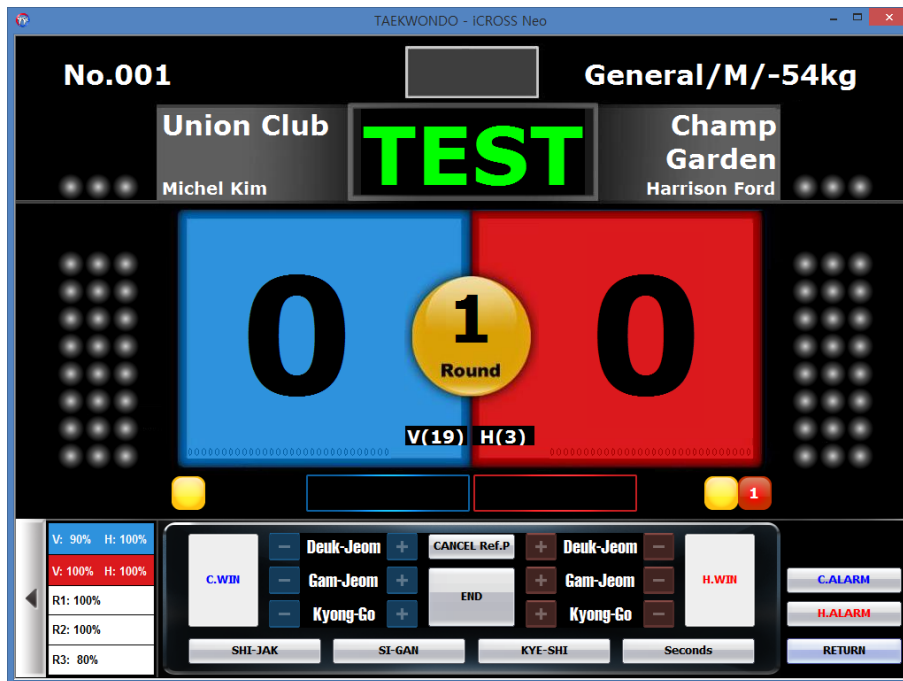 TAEKWONDO - iCROSS Neo
No.001
General/M/-54kg
Union Club
Michel Kim
TEST
Champ
Garden
Harrison Ford
0
1
Round
0
V(19) H(3)
1
V: 90% H: 100%
V: 100% H: 100%
R1: 100%
R2: 100%
R3: 80%
C.WIN
- Deuk-Jeom +
- Gam-Jeom +
- Kyong-Go +
CANCEL Ref.P
END
+ Deuk-Jeom -
+ Gam-Jeom -
+ Kyong-Go -
H.WIN
SHI-JAK
SI-GAN
KYE-SHI
Seconds
C.ALARM
H.ALARM
RETURN